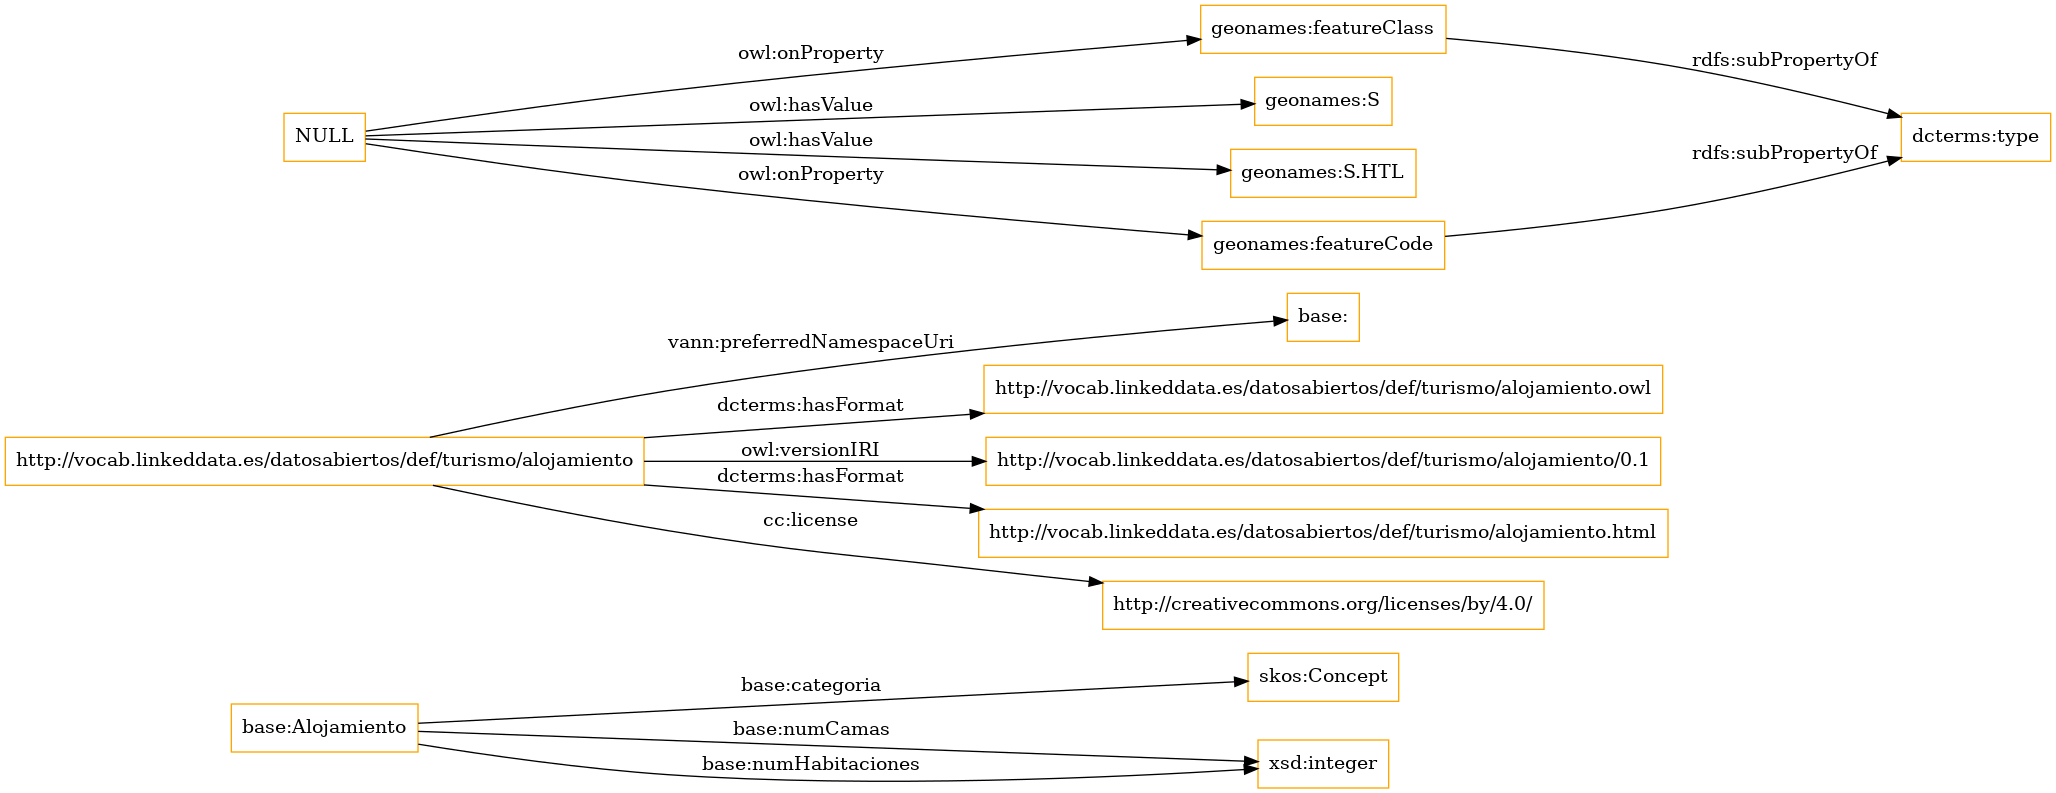 geonames:featureClass
owl:onProperty
rdfs:subPropertyOf
geonames:S
owl:hasValue
NULL
dcterms:type
owl:hasValue
geonames:S.HTL
rdfs:subPropertyOf
owl:onProperty
geonames:featureCode
base:
vann:preferredNamespaceUri
http://vocab.linkeddata.es/datosabiertos/def/turismo/alojamiento.owl
dcterms:hasFormat
owl:versionIRI
http://vocab.linkeddata.es/datosabiertos/def/turismo/alojamiento
http://vocab.linkeddata.es/datosabiertos/def/turismo/alojamiento/0.1
dcterms:hasFormat
http://vocab.linkeddata.es/datosabiertos/def/turismo/alojamiento.html
cc:license
http://creativecommons.org/licenses/by/4.0/
skos:Concept
base:categoria
base:Alojamiento
base:numCamas
base:numHabitaciones
xsd:integer